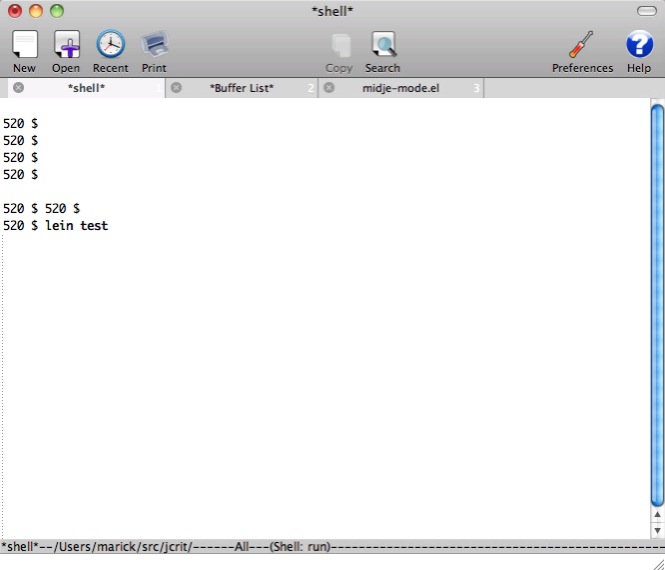 *shell*
New Open Recent Print Copy Search Preferences Help
*shell* 1 *Buffer List* 2 midje-mode.el 3
520 $
520 $
520 $
520 $
520 $ 520 $
520 $ lein test
*shell*--/Users/marick/src/jcrit/------All---(Shell: run)--------------------------------------------------